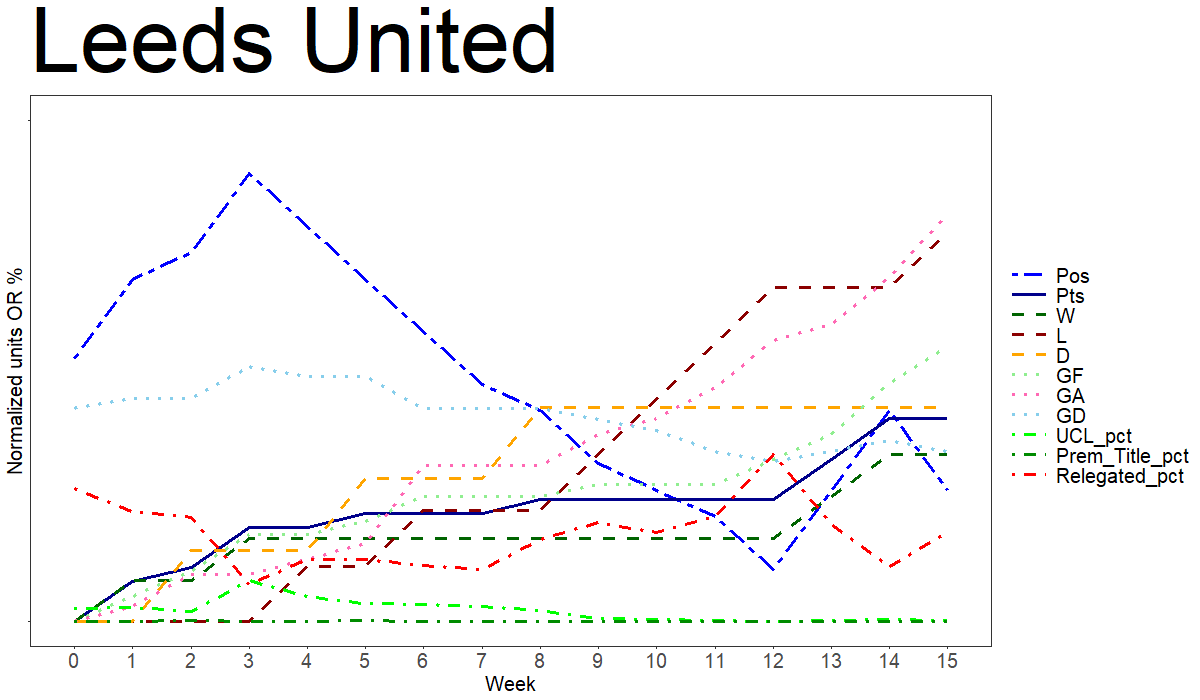 Leeds United
Normalized units OR %
0 1 2 3 4 5 6 7 8 9 10 11 12 13 14 15
Week
Pos
Pts
W
L
D
GF
GA
GD
UCL_pct
Prem_Title_pct
Relegated_pct